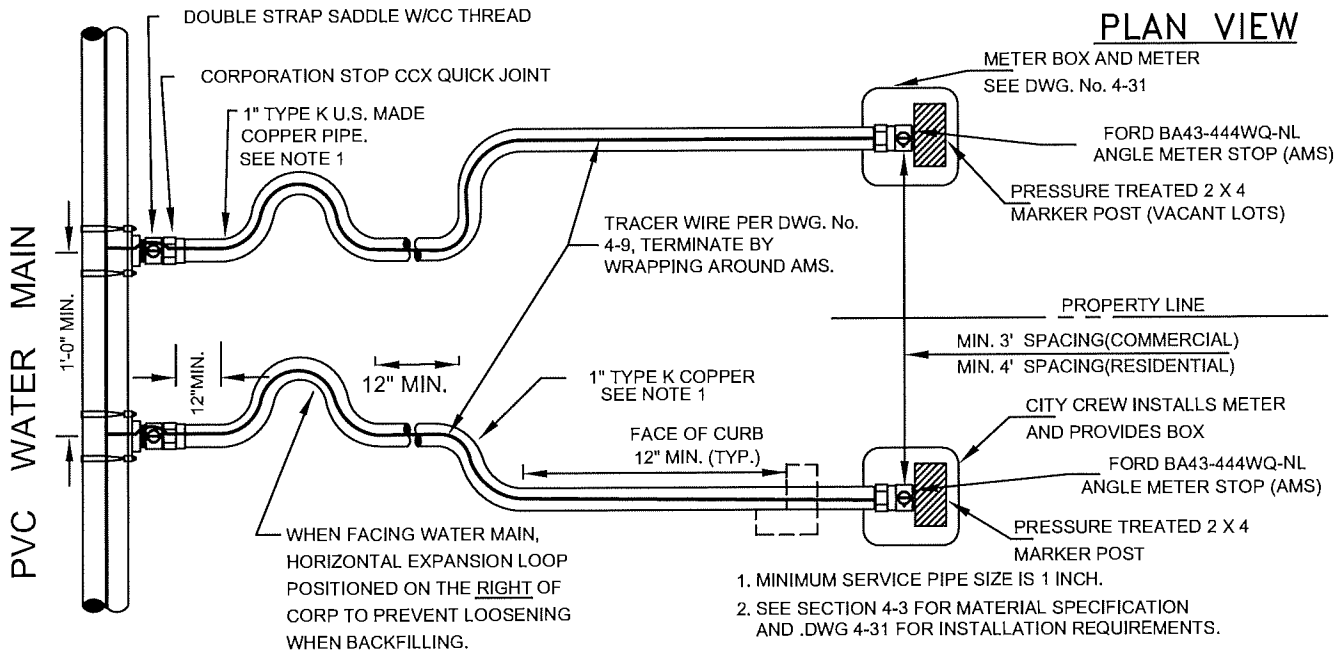 DOUBLE STRAP SADDLE W/CC THREAD
PLAN VIEW
CORPORATION STOP CCX QUICK JOINT
METER BOX AND METER
SEE DWG. No. 4-31
1" TYPE K U.S. MADE
COPPER PIPE.
SEE NOTE 1
FORD BA43-444WQ-NL
ANGLE METER STOP (AMS)
PRESSURE TREATED 2 X 4
MARKER POST (VACANT LOTS)
TRACER WIRE PER DWG. No.
4-9, TERMINATE BY
WRAPPING AROUND AMS.
PVC WATER MAIN
1'-0" MIN.
PROPERTY LINE
MIN. 3' SPACING(COMMERCIAL)
MIN. 4' SPACING(RESIDENTIAL)
12"MIN.
12" MIN.
1" TYPE K COPPER
SEE NOTE 1
CITY CREW INSTALLS METER
AND PROVIDES BOX
FACE OF CURB
12" MIN. (TYP.)
FORD BA43-444WQ-NL
ANGLE METER STOP (AMS)
PRESSURE TREATED 2 X 4
MARKER POST
WHEN FACING WATER MAIN,
HORIZONTAL EXPANSION LOOP
POSITIONED ON THE RIGHT OF
CORP TO PREVENT LOOSENING
WHEN BACKFILLING.
1. MINIMUM SERVICE PIPE SIZE IS 1 INCH.
2. SEE SECTION 4-3 FOR MATERIAL SPECIFICATION
AND .DWG 4-31 FOR INSTALLATION REQUIREMENTS.